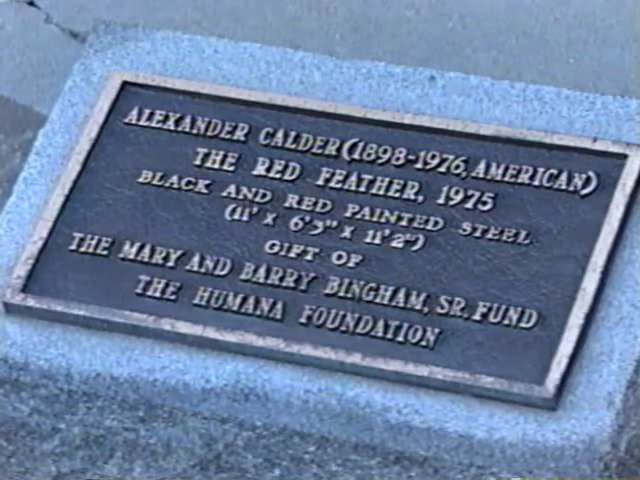 ALEXANDER CALDER (1898-1976, AMERICAN)
THE RED FEATHER, 1975
BLACK AND RED PAINTED STEEL
(11' X 6'3" X 11'2")
GIFT OF
THE MARY AND BARRY BINGHAM, SR. FUND
THE HUMANA FOUNDATION